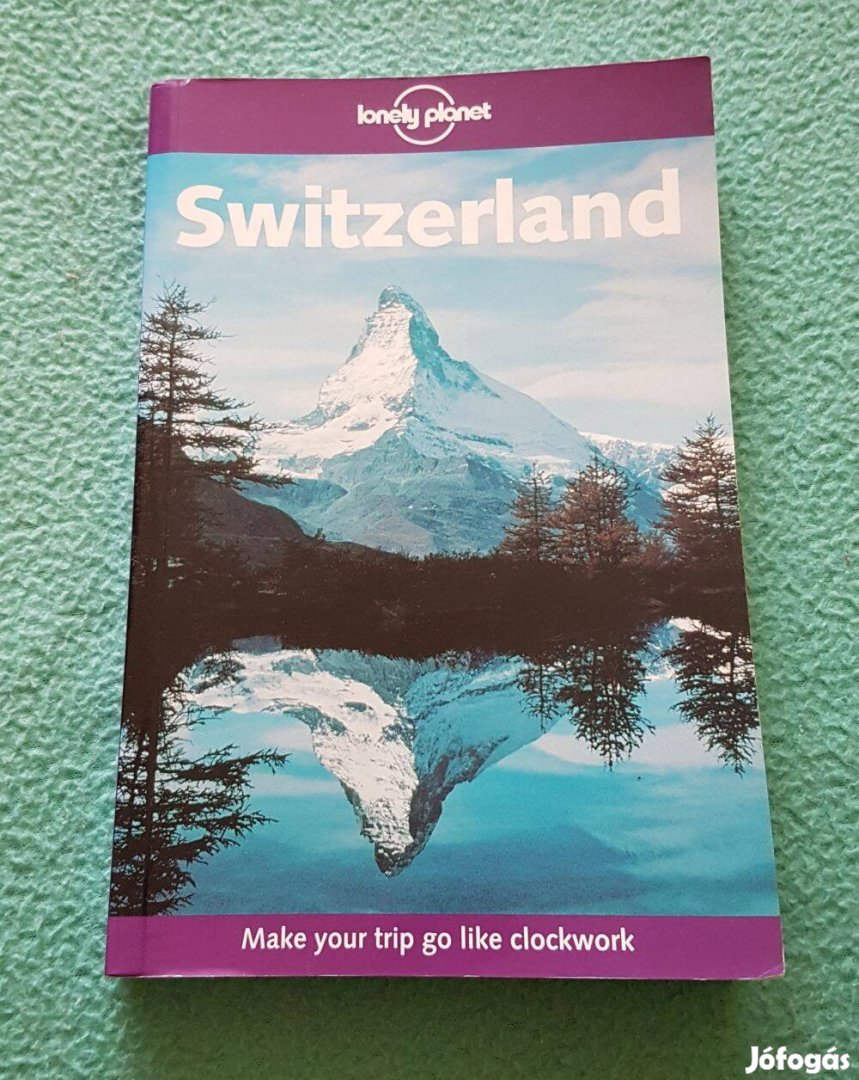 lonely planet
Switzerland
Make your trip go like clockwork
Jófogás